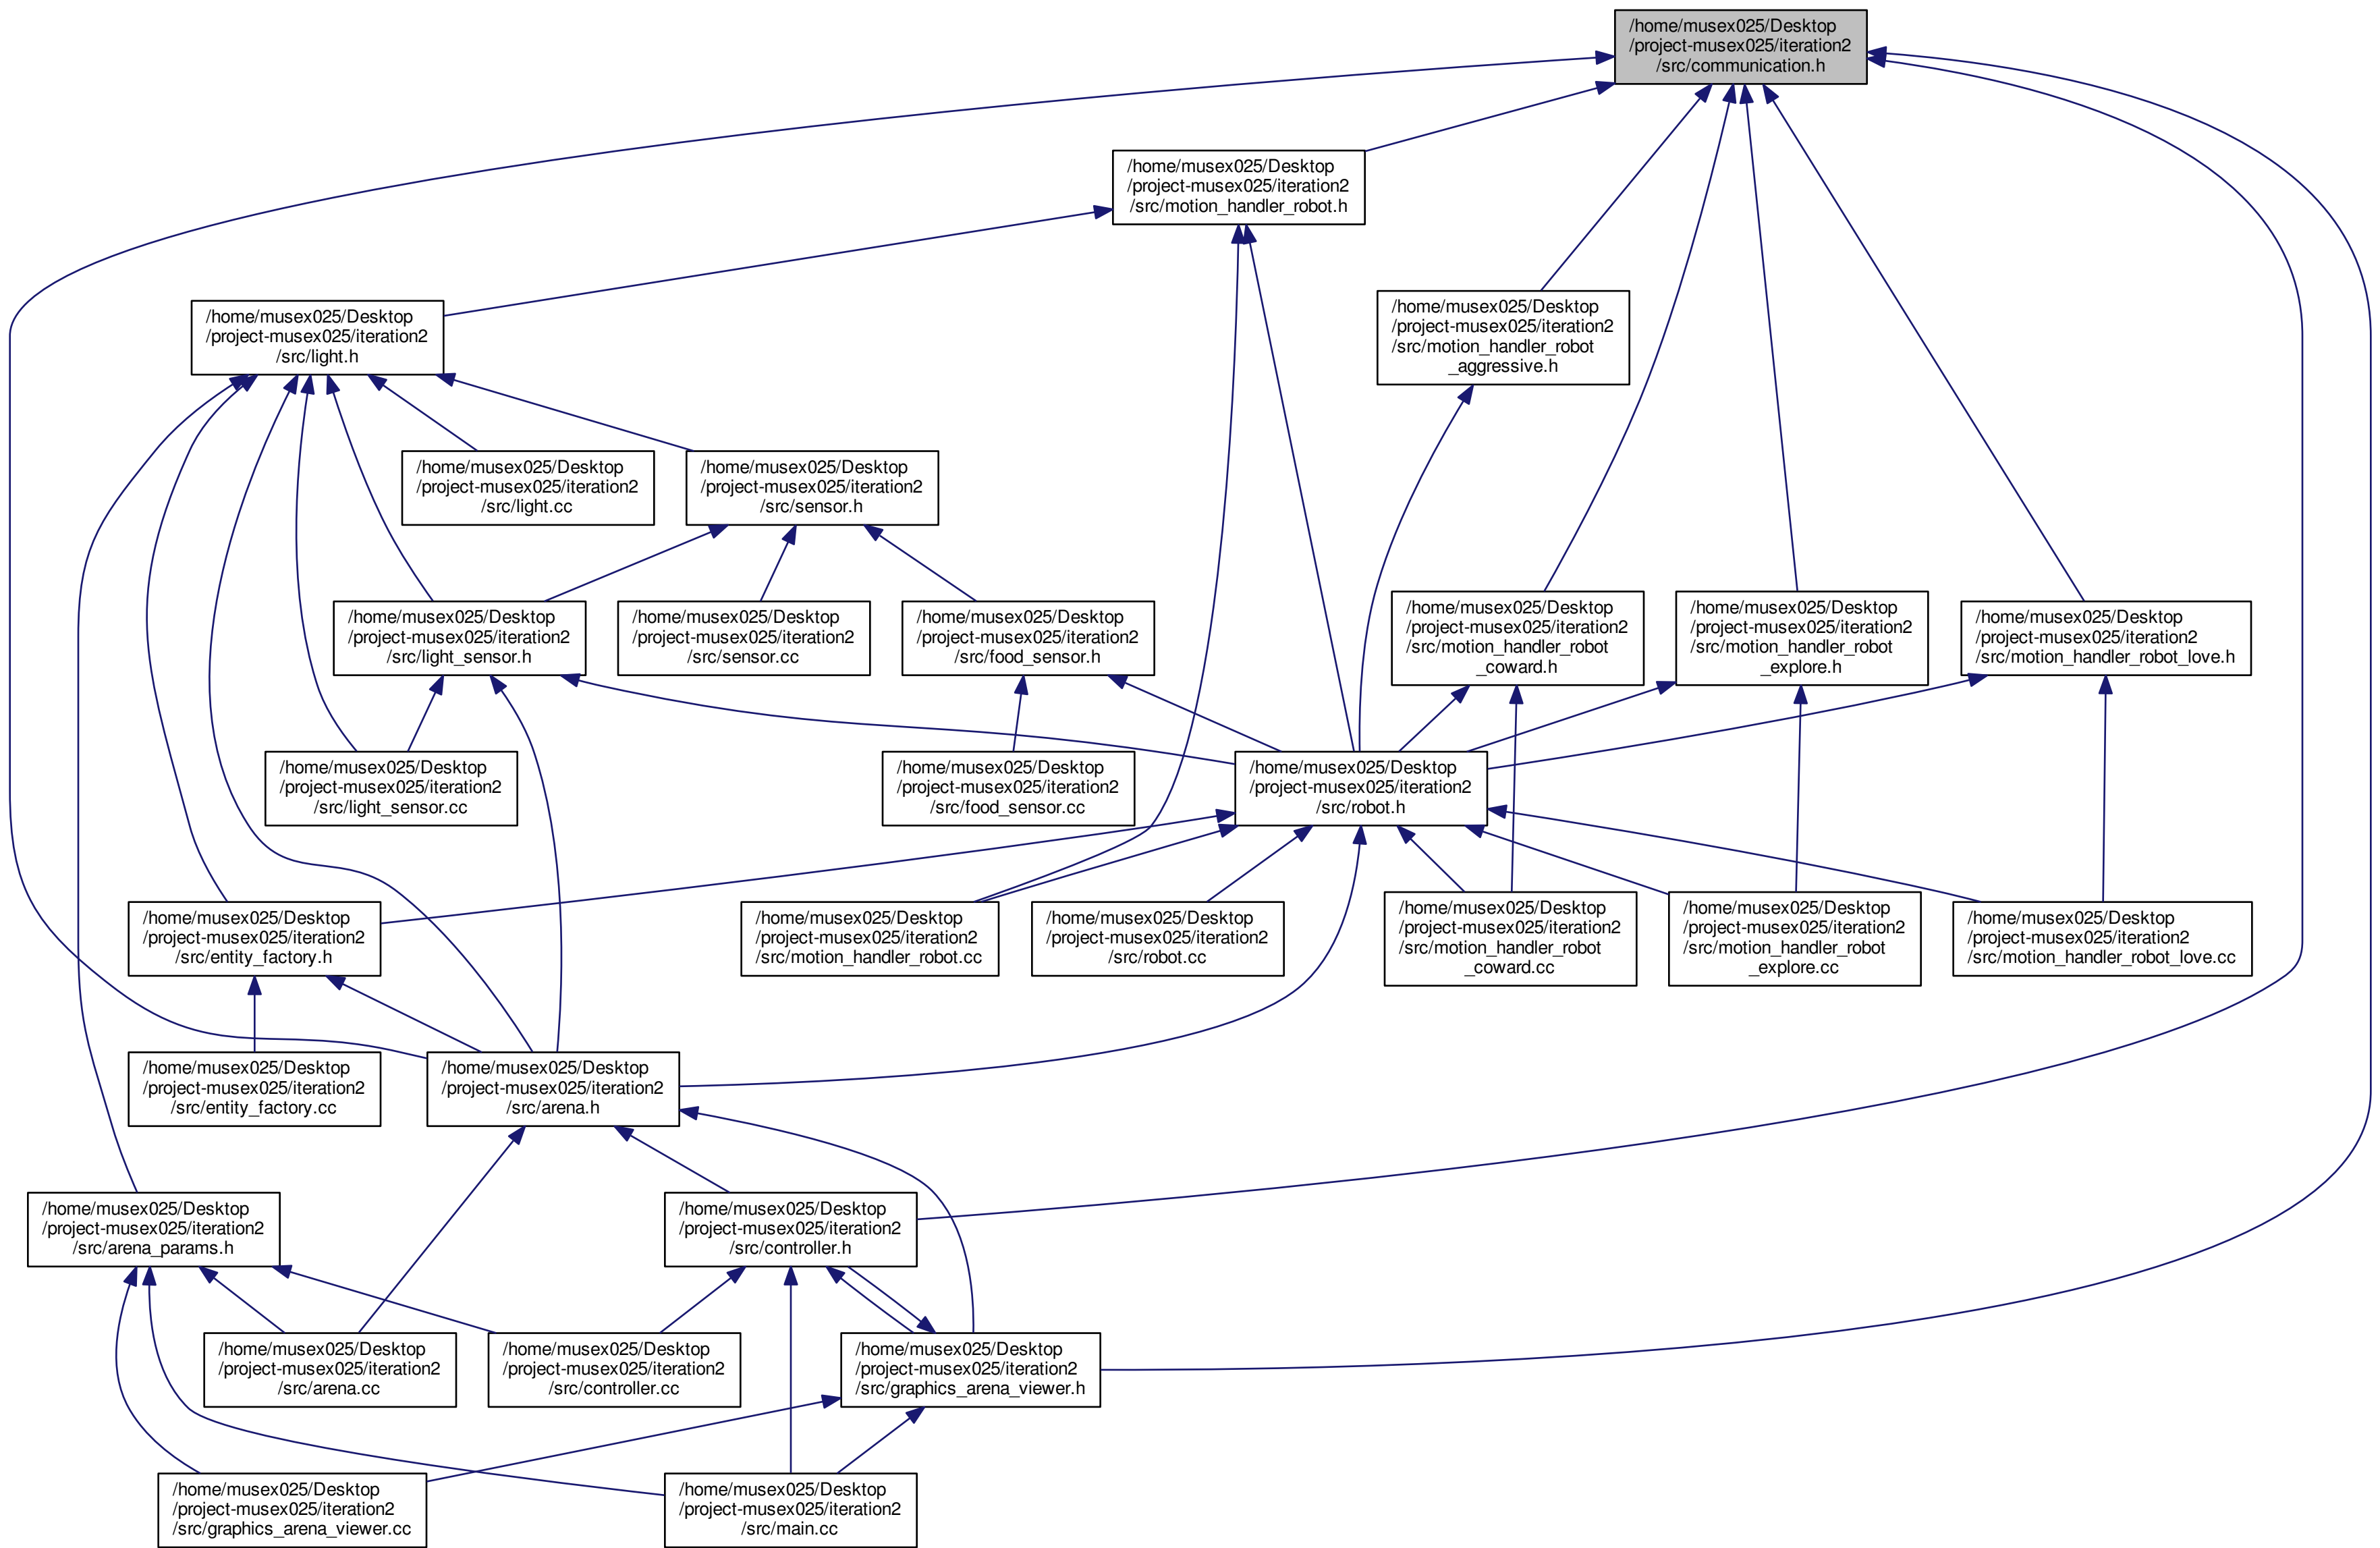 /home/musex025/Desktop
/project-musex025/iteration2
/src/communication.h
/home/musex025/Desktop
/project-musex025/iteration2
/src/motion_handler_robot.h
/home/musex025/Desktop
/project-musex025/iteration2
/src/motion_handler_robot
_aggressive.h
/home/musex025/Desktop
/project-musex025/iteration2
/src/light.h
/home/musex025/Desktop
/project-musex025/iteration2
/src/light.cc
/home/musex025/Desktop
/project-musex025/iteration2
/src/sensor.h
/home/musex025/Desktop
/project-musex025/iteration2
/src/light_sensor.h
/home/musex025/Desktop
/project-musex025/iteration2
/src/sensor.cc
/home/musex025/Desktop
/project-musex025/iteration2
/src/food_sensor.h
/home/musex025/Desktop
/project-musex025/iteration2
/src/motion_handler_robot
_coward.h
/home/musex025/Desktop
/project-musex025/iteration2
/src/motion_handler_robot
_explore.h
/home/musex025/Desktop
/project-musex025/iteration2
/src/motion_handler_robot_love.h
/home/musex025/Desktop
/project-musex025/iteration2
/src/light_sensor.cc
/home/musex025/Desktop
/project-musex025/iteration2
/src/food_sensor.cc
/home/musex025/Desktop
/project-musex025/iteration2
/src/robot.h
/home/musex025/Desktop
/project-musex025/iteration2
/src/entity_factory.h
/home/musex025/Desktop
/project-musex025/iteration2
/src/motion_handler_robot.cc
/home/musex025/Desktop
/project-musex025/iteration2
/src/robot.cc
/home/musex025/Desktop
/project-musex025/iteration2
/src/motion_handler_robot
_coward.cc
/home/musex025/Desktop
/project-musex025/iteration2
/src/motion_handler_robot
_explore.cc
/home/musex025/Desktop
/project-musex025/iteration2
/src/motion_handler_robot_love.cc
/home/musex025/Desktop
/project-musex025/iteration2
/src/entity_factory.cc
/home/musex025/Desktop
/project-musex025/iteration2
/src/arena.h
/home/musex025/Desktop
/project-musex025/iteration2
/src/arena_params.h
/home/musex025/Desktop
/project-musex025/iteration2
/src/controller.h
/home/musex025/Desktop
/project-musex025/iteration2
/src/arena.cc
/home/musex025/Desktop
/project-musex025/iteration2
/src/controller.cc
/home/musex025/Desktop
/project-musex025/iteration2
/src/graphics_arena_viewer.h
/home/musex025/Desktop
/project-musex025/iteration2
/src/graphics_arena_viewer.cc
/home/musex025/Desktop
/project-musex025/iteration2
/src/main.cc